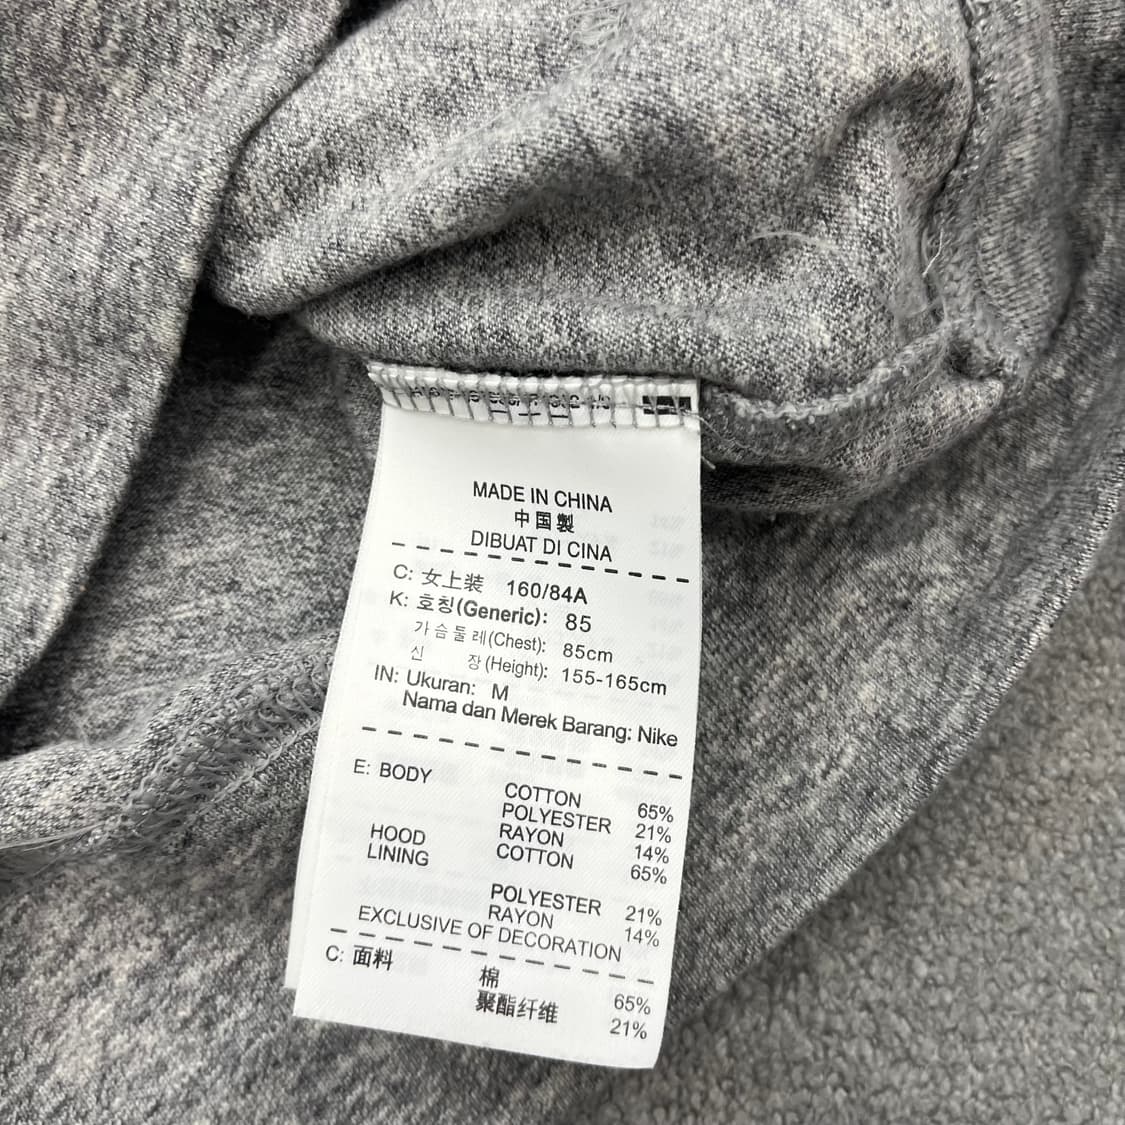 MADE IN CHINA
中国製
DIBUAT DI CINA
C: 女上装 160/84A
K: 호칭(Generic): 85
가슴둘레(Chest): 85cm
신 장(Height): 155-165cm
IN: Ukuran: M
Nama dan Merek Barang: Nike
E: BODY COTTON 65%
POLYESTER 21%
RAYON 14%
HOOD LINING COTTON 65%
POLYESTER 21%
RAYON 14%
EXCLUSIVE OF DECORATION
C: 面料 棉 65%
聚酯纤维 21%